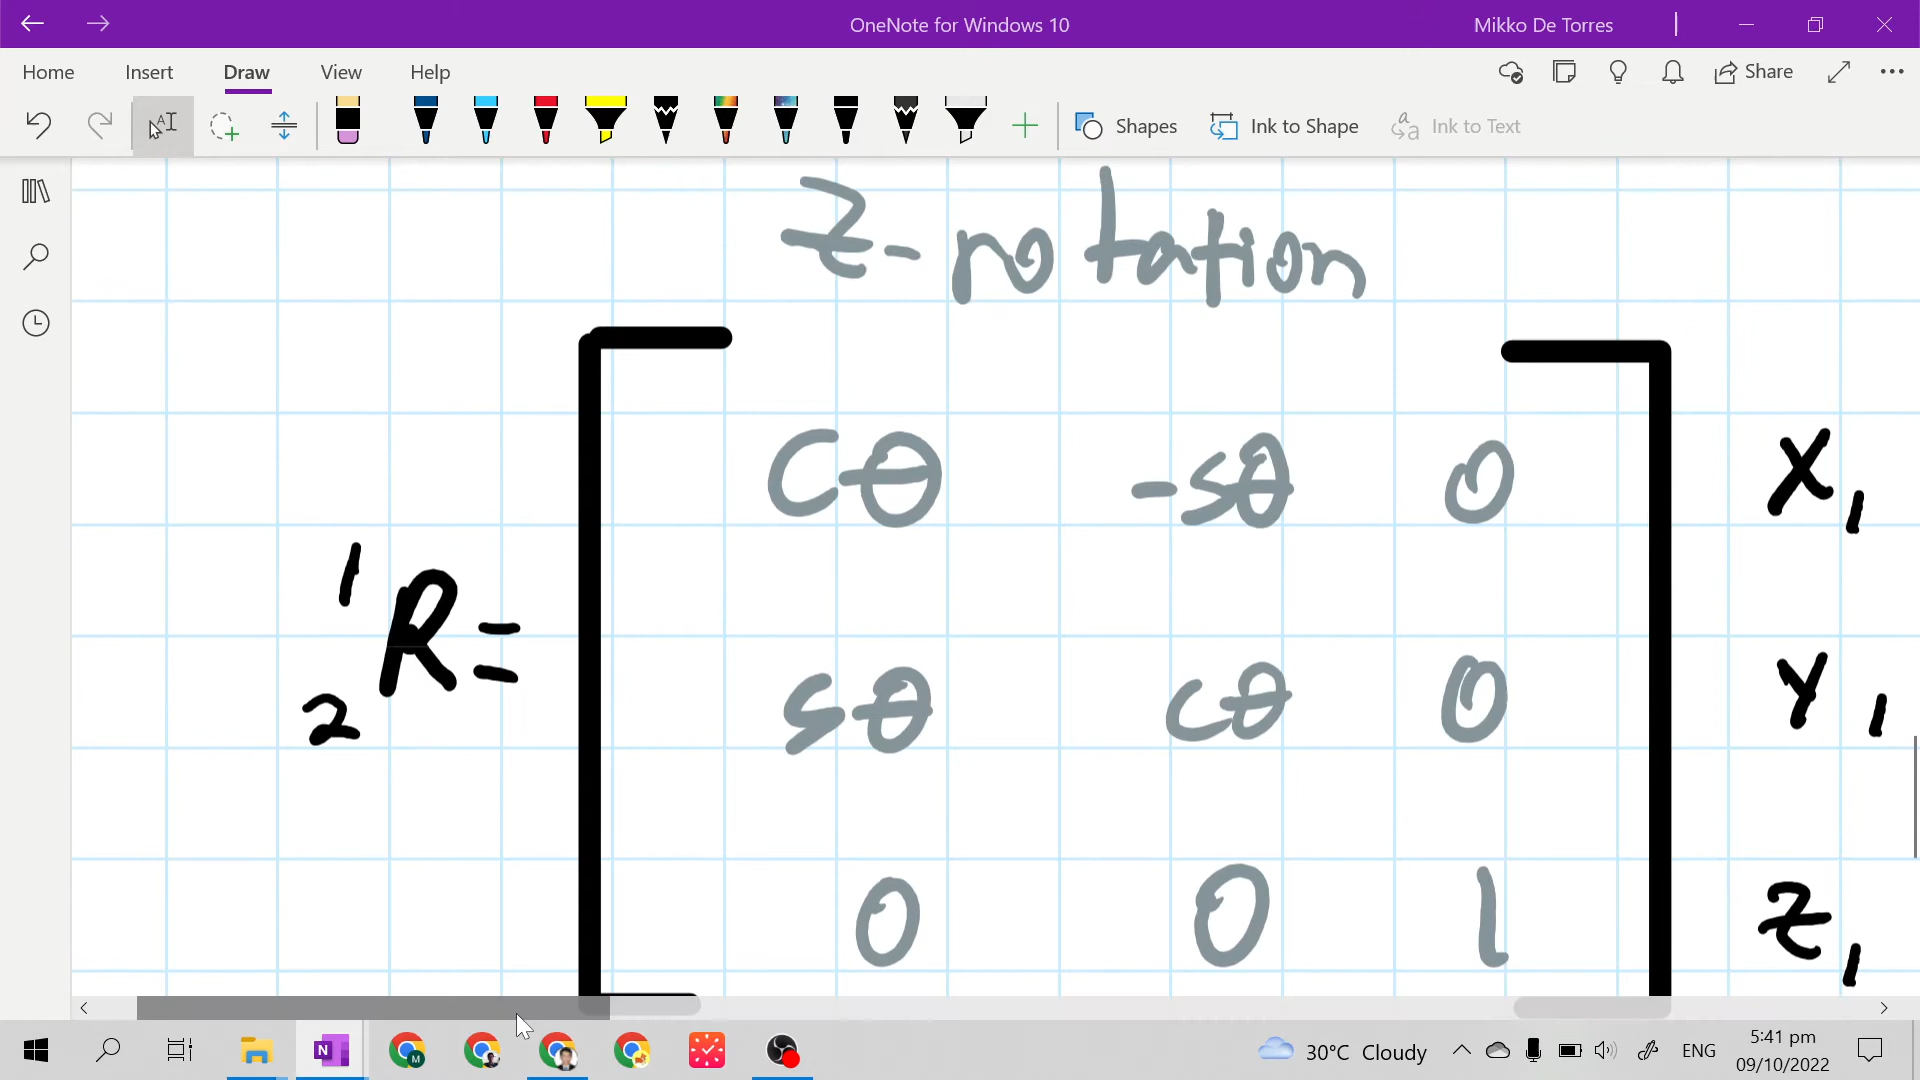 OneNote for Windows 10
Mikko De Torres
Home Insert Draw View Help
Share
Shapes Ink to Shape Ink to Text
Z-rotation
cθ -sθ 0 X1
1
2 R= sθ cθ 0 Y1
0 0 1 Z1
30°C Cloudy
ENG
5:41 pm
09/10/2022